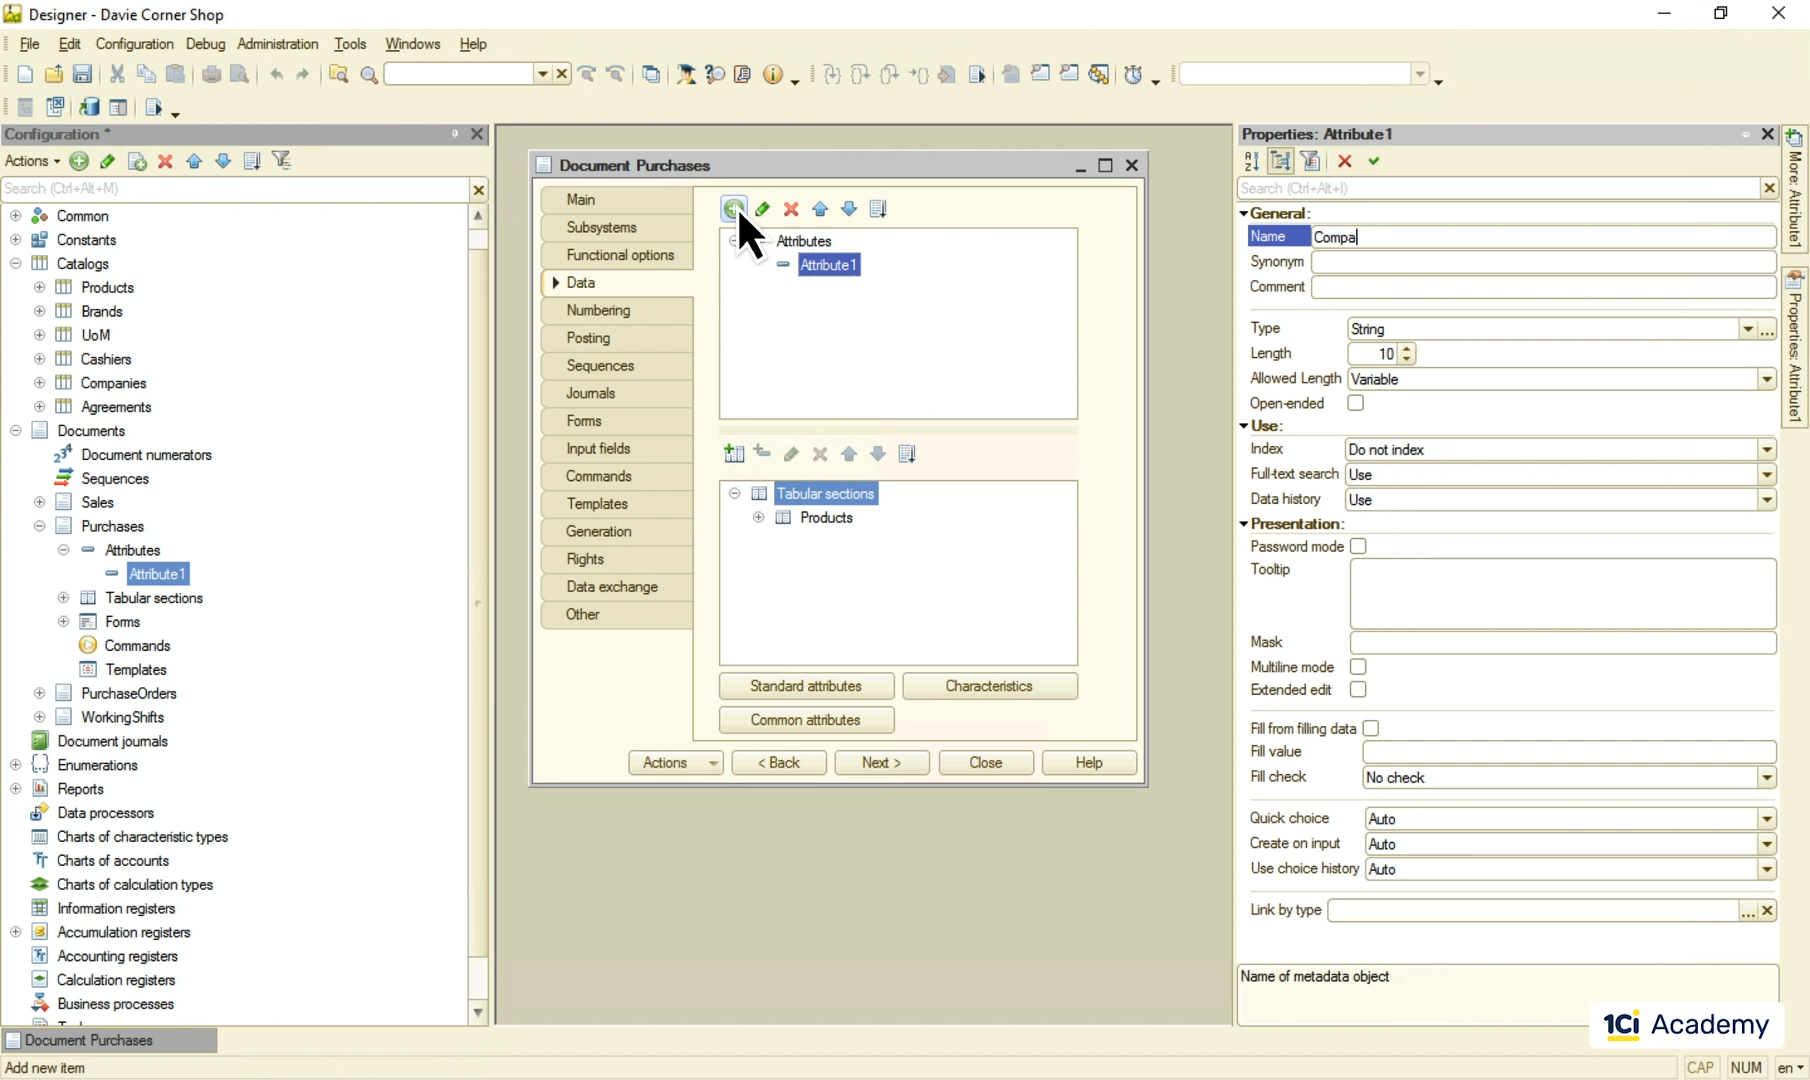 Designer - Davie Corner Shop
File Edit Configuration Debug Administration Tools Windows Help
Configuration *
Actions
Search (Ctrl+Alt+M)
Common
Constants
Catalogs
Products
Brands
UoM
Cashiers
Companies
Agreements
Documents
Document numerators
Sequences
Sales
Purchases
Attributes
Attribute1
Tabular sections
Forms
Commands
Templates
PurchaseOrders
WorkingShifts
Document journals
Enumerations
Reports
Data processors
Charts of characteristic types
Charts of accounts
Charts of calculation types
Information registers
Accumulation registers
Accounting registers
Calculation registers
Business processes
Document Purchases
Main
Subsystems
Functional options
Data
Numbering
Posting
Sequences
Journals
Forms
Input fields
Commands
Templates
Generation
Rights
Data exchange
Other
Attributes
Attribute1
Tabular sections
Products
Standard attributes Characteristics
Common attributes
Actions < Back Next > Close Help
Properties: Attribute1
Search (Ctrl+Alt+I)
General:
Name Compa
Synonym
Comment
Type String
Length 10
Allowed Length Variable
Open-ended
Use:
Index Do not index
Full-text search Use
Data history Use
Presentation:
Password mode
Tooltip
Mask
Multiline mode
Extended edit
Fill from filling data
Fill value
Fill check No check
Quick choice Auto
Create on input Auto
Use choice history Auto
Link by type
Name of metadata object
More: Attribute1
Properties: Attribute1
1Ci Academy
Document Purchases
Add new item
CAP NUM en